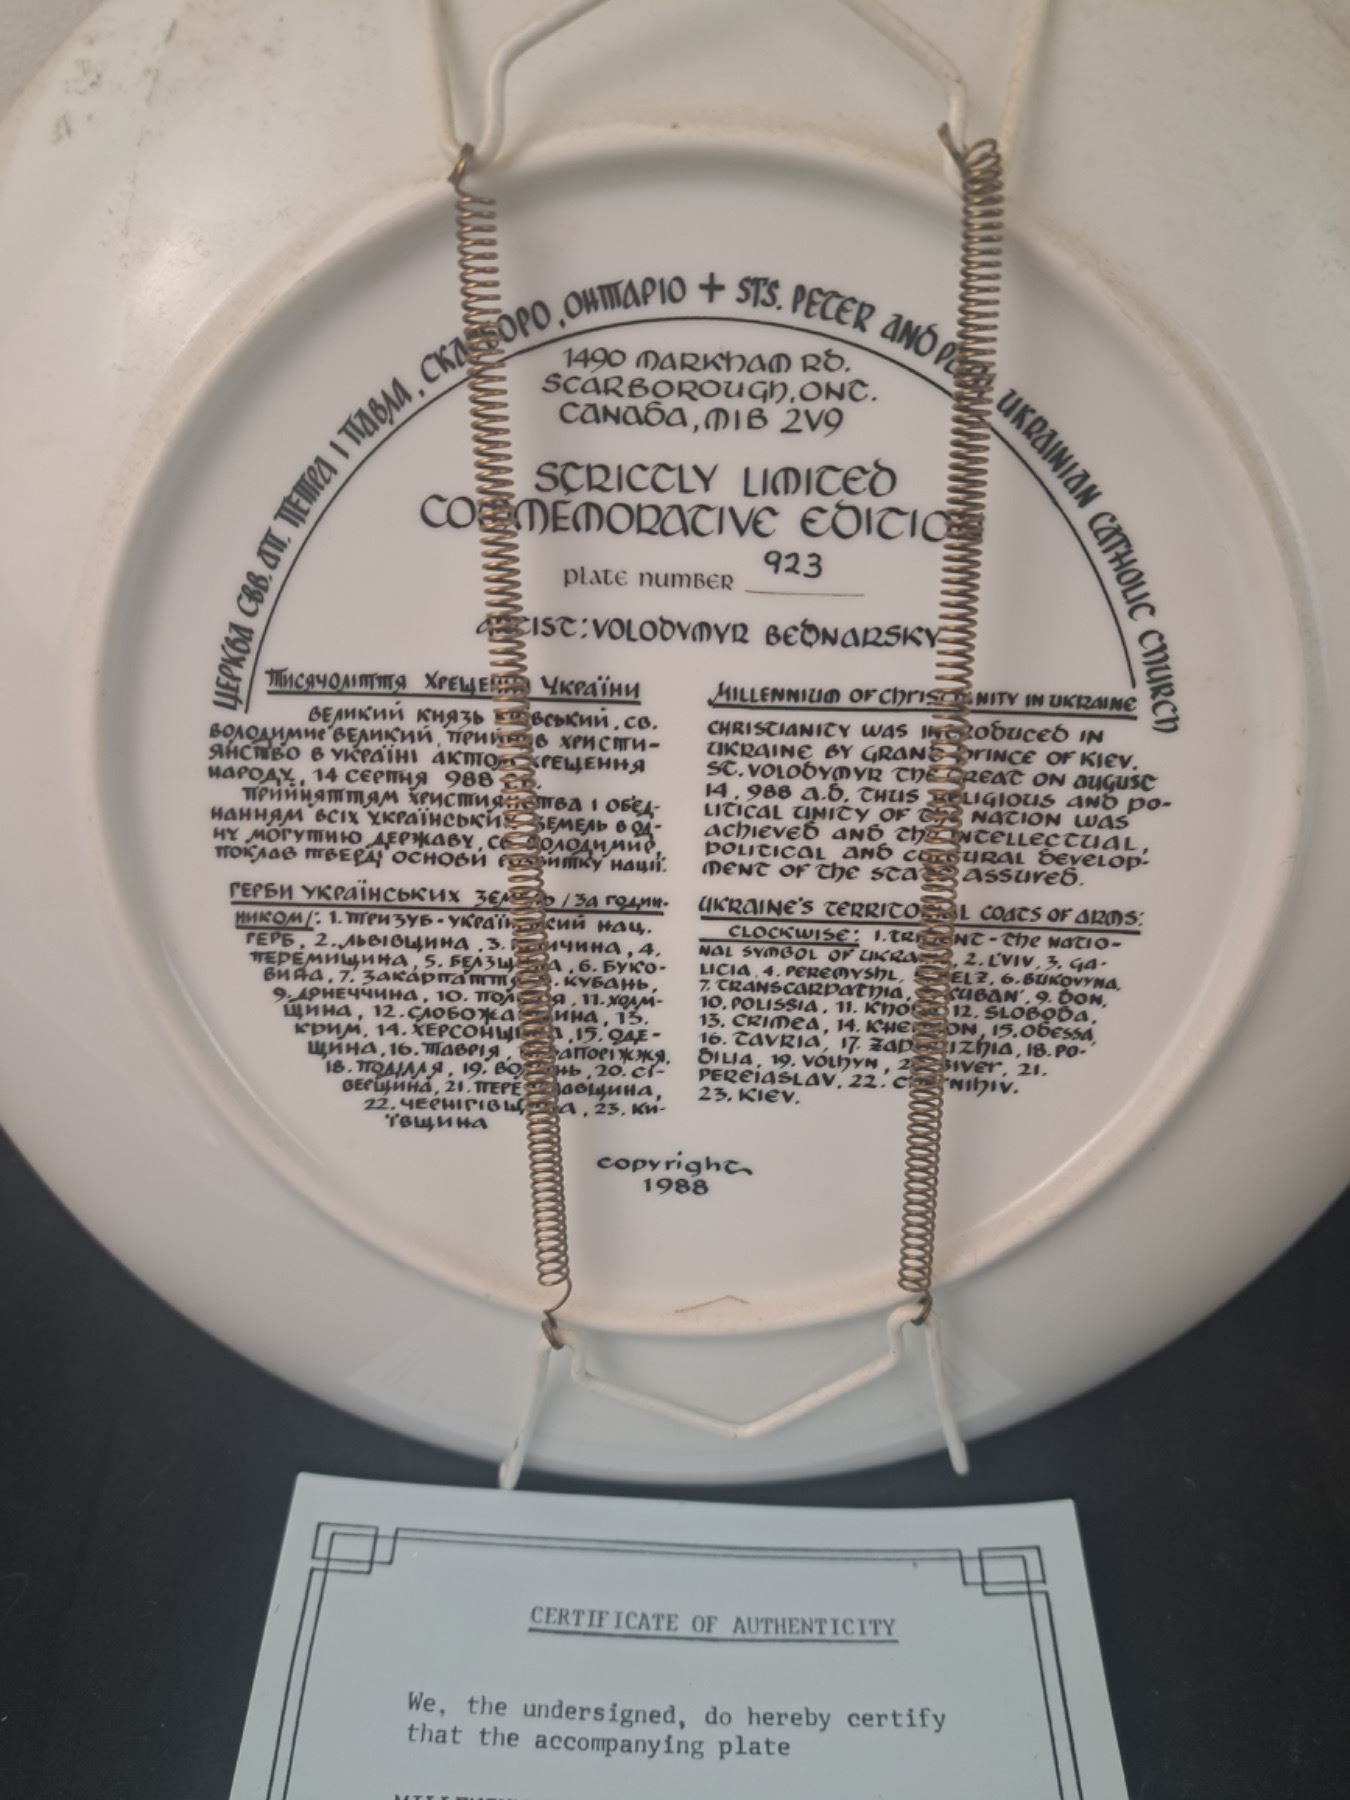 ЦЕРКВА СВВ. АП. ПЕТРА І ПАВЛА, ОНТАРІО + STS. PETER AND UKRAINIAN CATHOLIC CHURCH
1490 MARKHAM RD.
SCARBOROUGH, ONT.
CANADA, M1B 2V9
STRICTLY LIMITED
COMMEMORATIVE EDITION
PLATE NUMBER 923
ARTIST: VOLODYMYR BEDNARSKY
ТИСЯЧОЛІТТЯ ХРЕЩЕННЯ УКРАЇНИ
ВЕЛИКИЙ КНЯЗЬ КИЇВСЬКИЙ, СВ.
ВОЛОДИМИР ВЕЛИКИЙ, ПРИЙНЯВ ХРИСТИ-
ЯНСТВО В УКРАЇНІ АКТОМ ХРЕЩЕННЯ
НАРОДУ, 14 СЕРПНЯ 988
ПРИЙНЯТТЯМ ХРИСТИЯНСТВА І ОБ'ЄД-
НАННЯМ ВСІХ УКРАЇНСЬКИХ ЗЕМЕЛЬ В ОД-
НУ МОГУТНЮ ДЕРЖАВУ, СВ. ВОЛОДИМИР,
ПОКЛАВ ТВЕРДІ ОСНОВИ РОЗВИТКУ НАЦІЇ.
ГЕРБИ УКРАЇНСЬКИХ ЗЕМЕЛЬ /ЗА ГОДИН-
НИКОМ/: 1. ТРИЗУБ - УКРАЇНСЬКИЙ НАЦ.
ГЕРБ, 2. ЛЬВІВЩИНА, 3. ГАЛИЧИНА, 4.
ПЕРЕМИЩИНА, 5. БЕЛЗЩИНА, 6. БУКО-
ВИНА, 7. ЗАКАРПАТТЯ, 8. КУБАНЬ,
9. ДОНЕЧЧИНА, 10. ПОЛІССЯ, 11. ХОЛМ-
ЩИНА, 12. СЛОБОЖАНЩИНА, 13.
КРИМ, 14. ХЕРСОНЩИНА, 15. ОДЕ-
ЩИНА, 16. ТАВРІЯ, 17. ЗАПОРІЖЖЯ,
18. ПОДІЛЛЯ, 19. ВОЛИНЬ, 20. СІ-
ВЕРЩИНА, 21. ПЕРЕЯСЛАВЩИНА,
22. ЧЕРНІГІВЩИНА, 23. КИ-
ЇВЩИНА
MILLENNIUM OF CHRISTIANITY IN UKRAINE
CHRISTIANITY WAS INTRODUCED IN
UKRAINE BY GRAND PRINCE OF KIEV.
ST. VOLODYMYR THE GREAT ON AUGUST
14, 988 A.D. THUS RELIGIOUS AND PO-
LITICAL UNITY OF THE NATION WAS
ACHIEVED AND THE INTELLECTUAL,
POLITICAL AND CULTURAL DEVELOP-
MENT OF THE STATE ASSURED.
UKRAINE'S TERRITORIAL COATS OF ARMS:
CLOCKWISE: 1. TRIDENT - THE NATIO-
NAL SYMBOL OF UKRAINE, 2. L'VIV, 3. GA-
LICIA, 4. PEREMYSHL, 5. BELZ, 6. BUKOVYNA,
7. TRANSCARPATHIA, 8. KUBAN', 9. DON,
10. POLISSIA, 11. KHOLM, 12. SLOBODA,
13. CRIMEA, 14. KHERSON, 15. ODESSA,
16. TAVRIA, 17. ZAPORIZHIA, 18. PO-
DILIA, 19. VOLHYN, 20. SIVER, 21.
PEREIASLAV, 22. CHERNIHIV,
23. KIEV.
copyright
1988
CERTIFICATE OF AUTHENTICITY
We, the undersigned, do hereby certify
that the accompanying plate